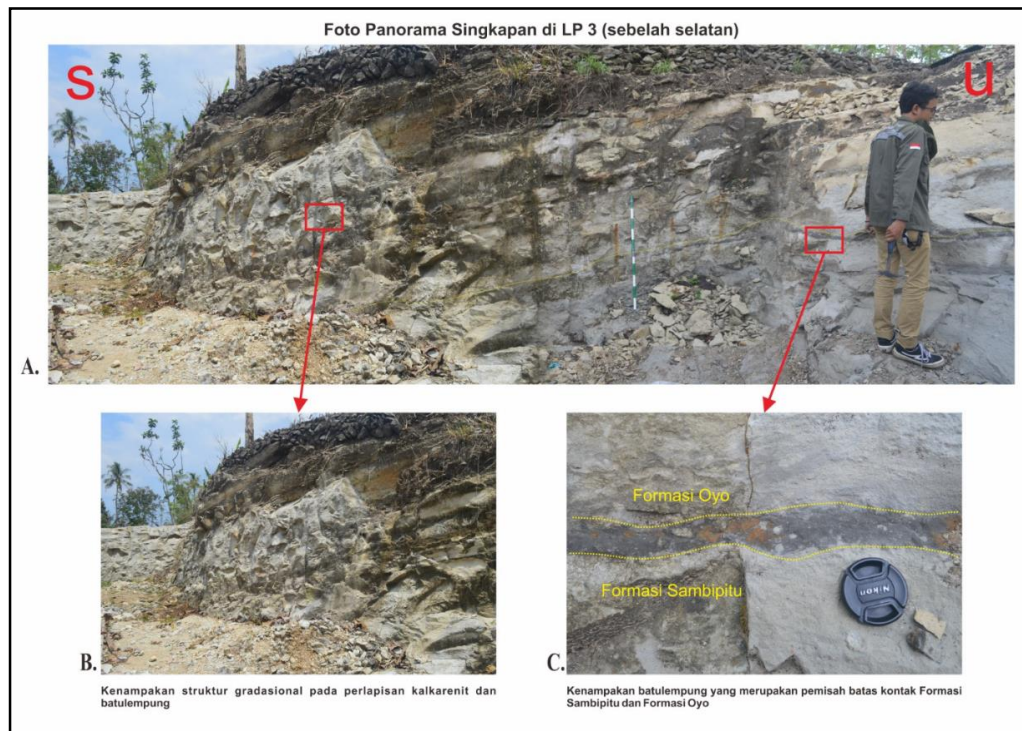 Foto Panorama Singkapan di LP 3 (sebelah selatan)
S
U
A.
Formasi Oyo
Formasi Sambipitu
Nikon
B.
C.
Kenampakan struktur gradasional pada perlapisan kalkarenit dan
batulempung
Kenampakan batulempung yang merupakan pemisah batas kontak Formasi
Sambipitu dan Formasi Oyo